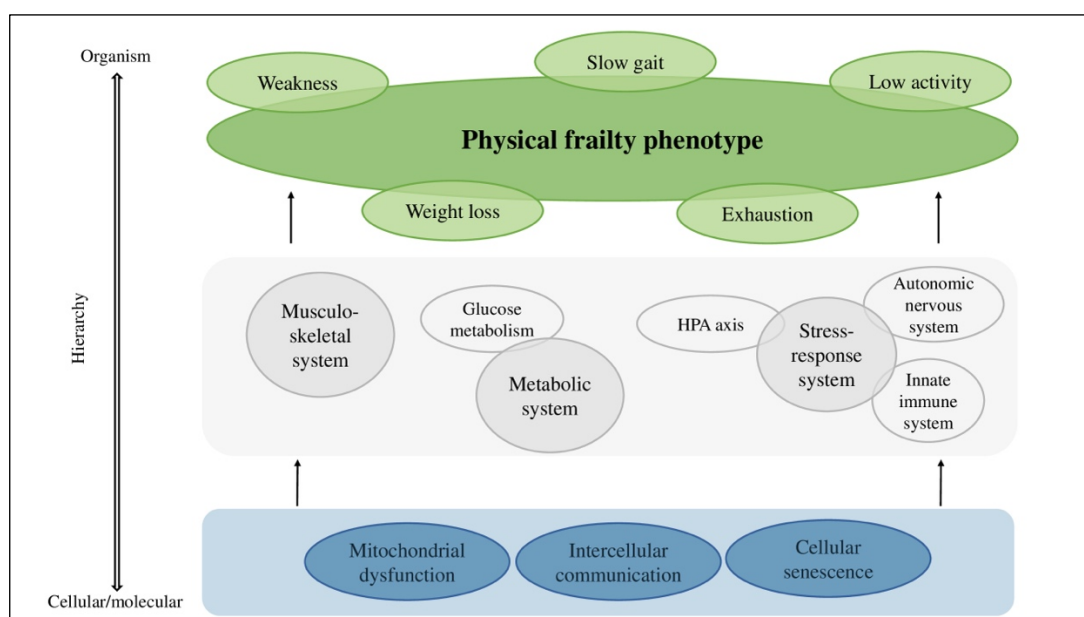 Organism
Hierarchy
Cellular/molecular
Weakness
Slow gait
Low activity
Physical frailty phenotype
Weight loss
Exhaustion
Musculo-
skeletal
system
Glucose
metabolism
Metabolic
system
HPA axis
Stress-
response
system
Autonomic
nervous
system
Innate
immune
system
Mitochondrial
dysfunction
Intercellular
communication
Cellular
senescence